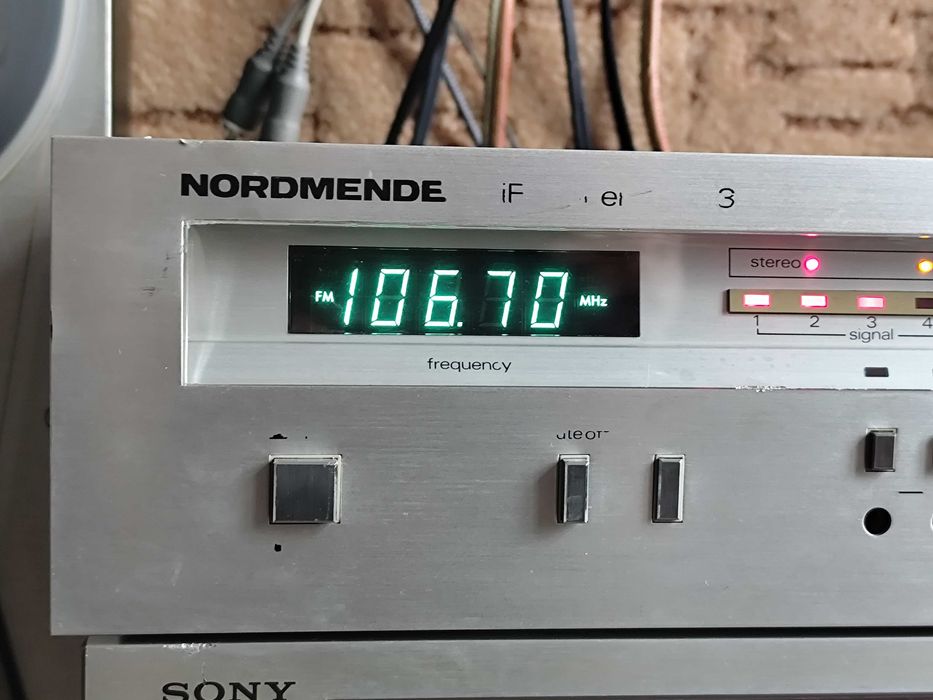 NORDMENDE
FM 106.70 MHz
stereo
1 2 3 4
signal
frequency
SONY